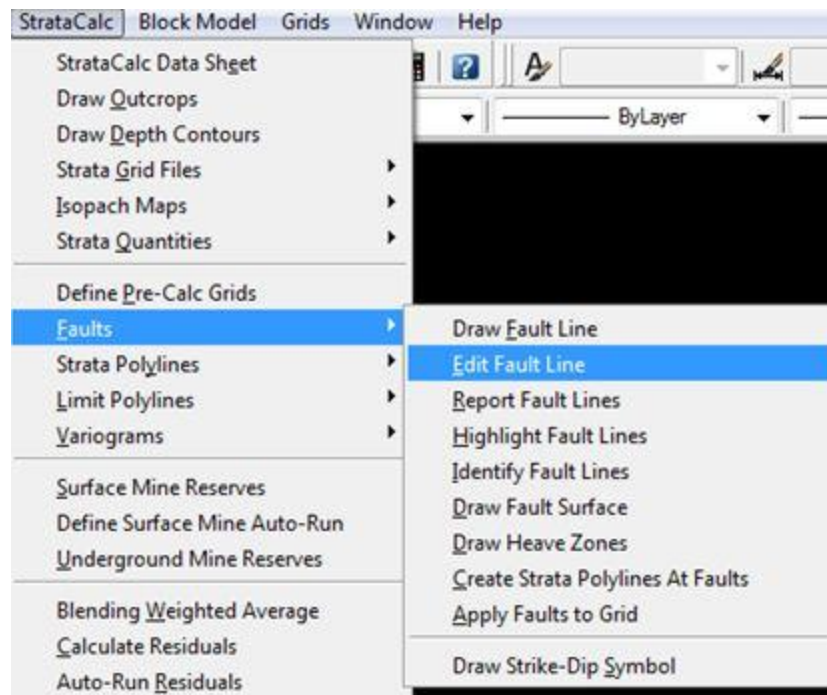 StrataCalc Block Model Grids Window Help
StrataCalc Data Sheet
Draw Outcrops
Draw Depth Contours
ByLayer
Strata Grid Files
Isopach Maps
Strata Quantities
Define Pre-Calc Grids
Faults
Strata Polylines
Limit Polylines
Variograms
Surface Mine Reserves
Define Surface Mine Auto-Run
Underground Mine Reserves
Blending Weighted Average
Calculate Residuals
Auto-Run Residuals
Draw Fault Line
Edit Fault Line
Report Fault Lines
Highlight Fault Lines
Identify Fault Lines
Draw Fault Surface
Draw Heave Zones
Create Strata Polylines At Faults
Apply Faults to Grid
Draw Strike-Dip Symbol